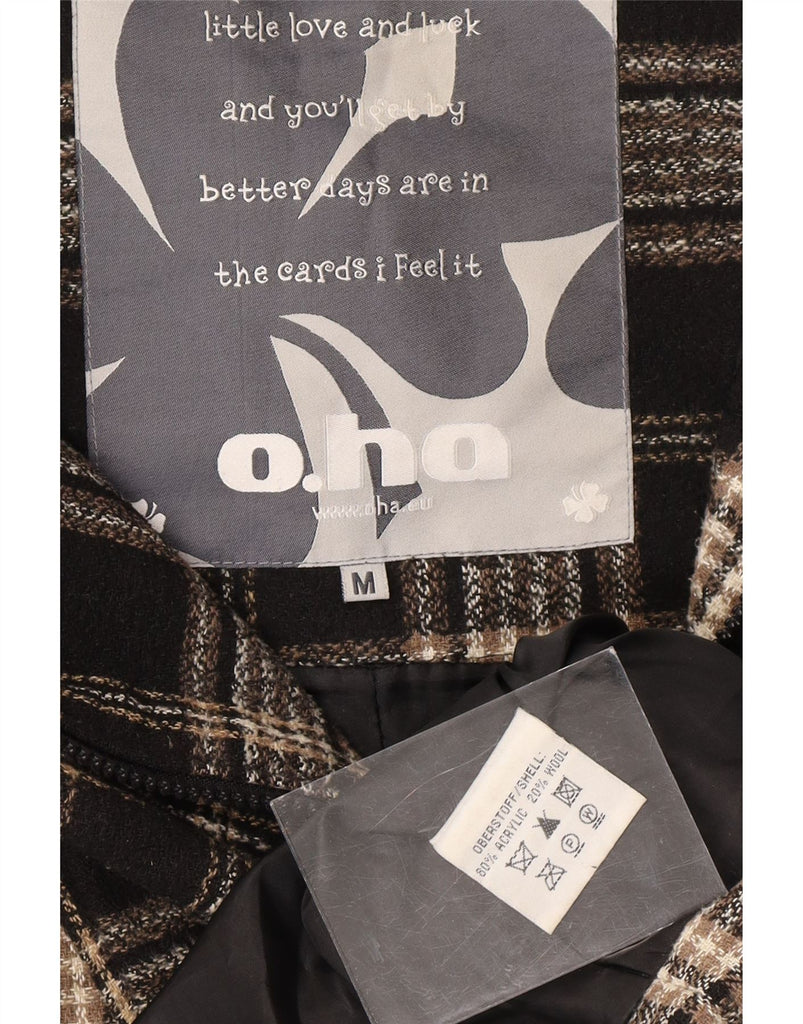 little love and luck
and you'll get by
better days are in
the cards i Feel it
o.ha
www.oha.eu
M
OBERSTOFF/SHELL:
80% ACRYLIC 20% WOOL
P W